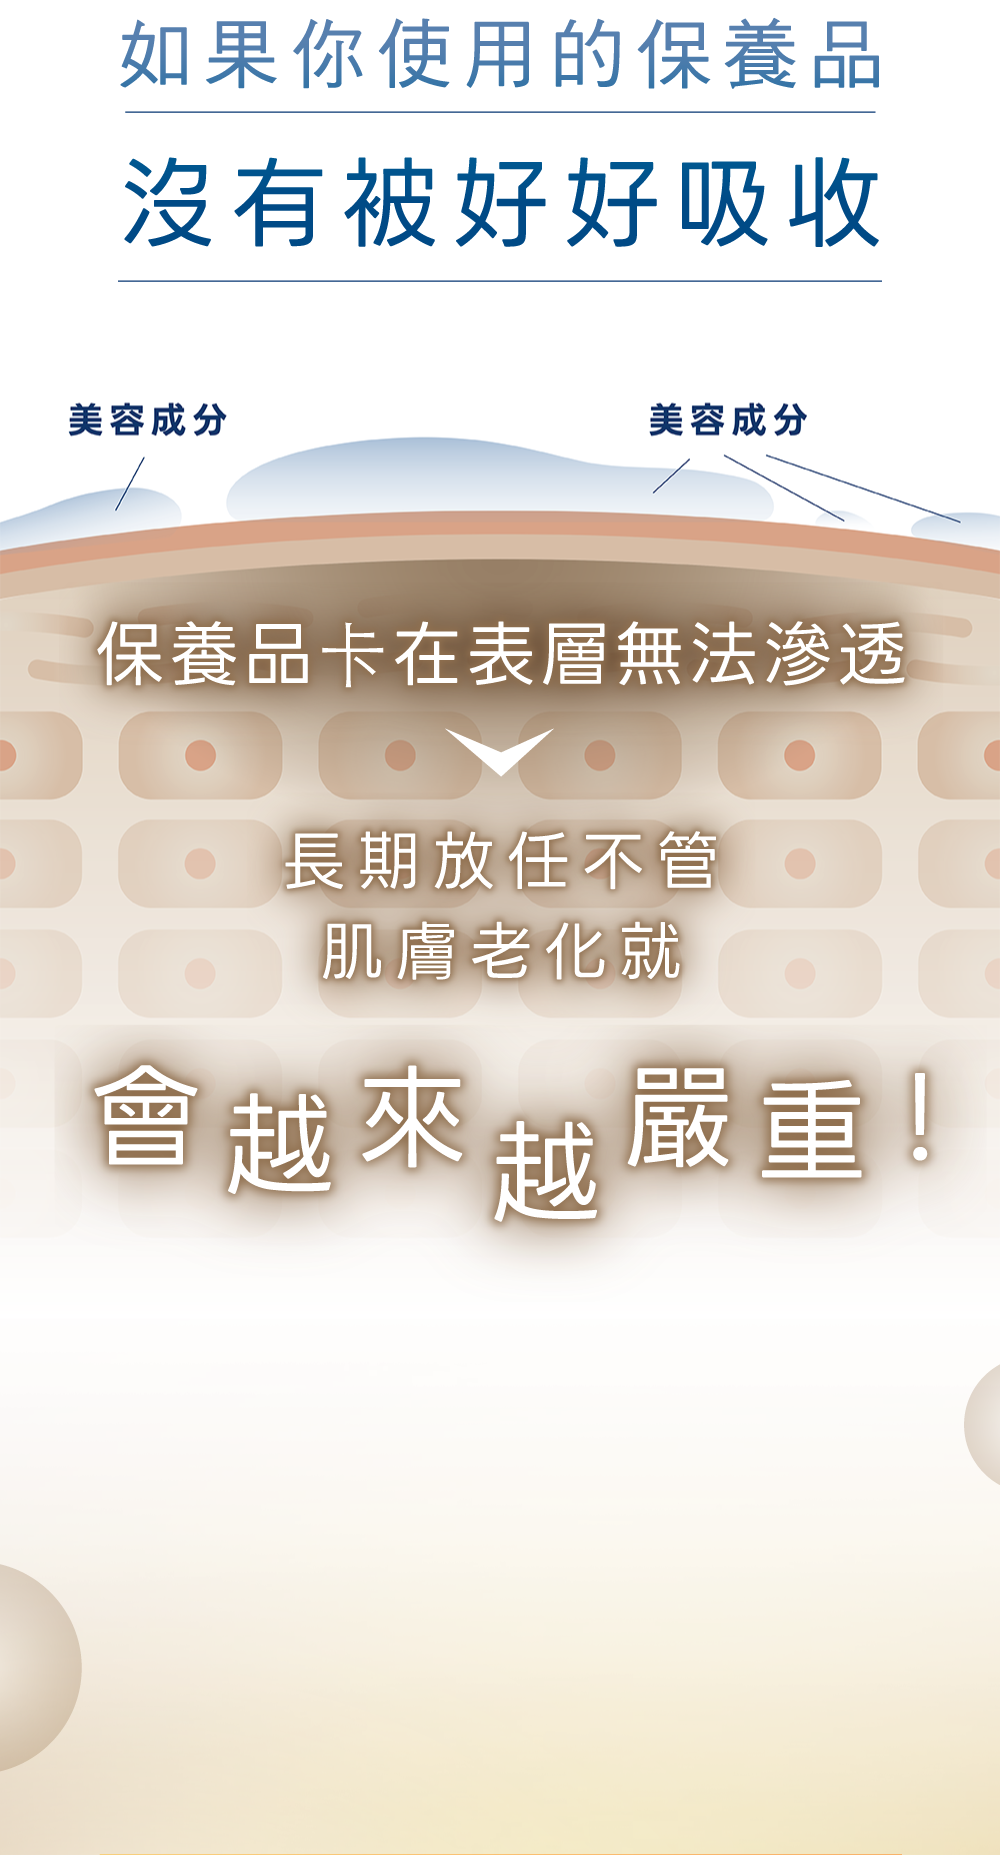 如果你使用的保養品
沒有被好好吸收
美容成分
美容成分
保養品卡在表層無法滲透
長期放任不管
肌膚老化就
會越來越嚴重！